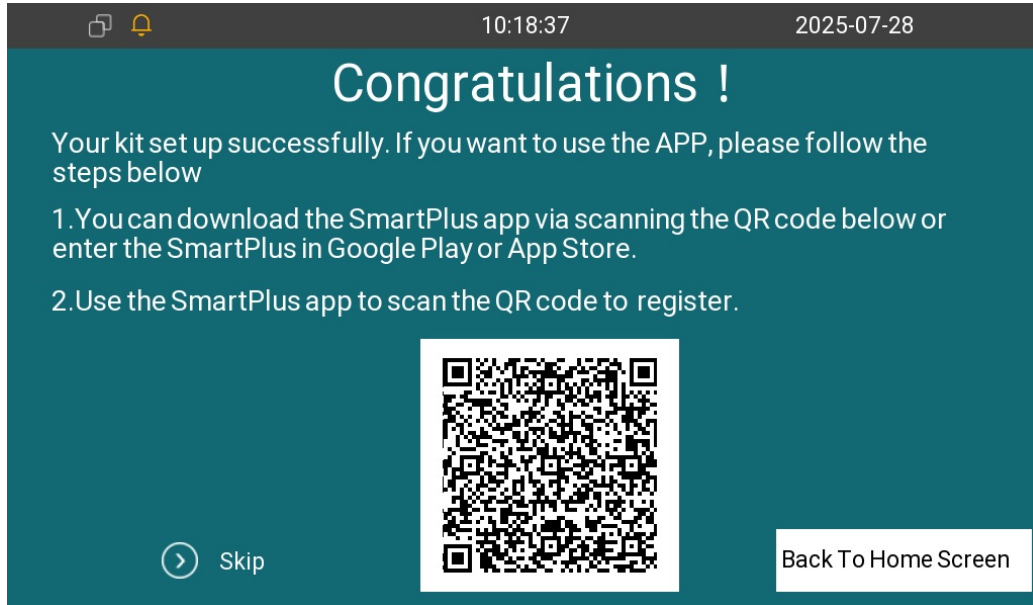 10:18:37 2025-07-28
Congratulations !
Your kit set up successfully. If you want to use the APP, please follow the
steps below
1.You can download the SmartPlus app via scanning the QR code below or
enter the SmartPlus in Google Play or App Store.
2.Use the SmartPlus app to scan the QR code to register.
Skip
Back To Home Screen